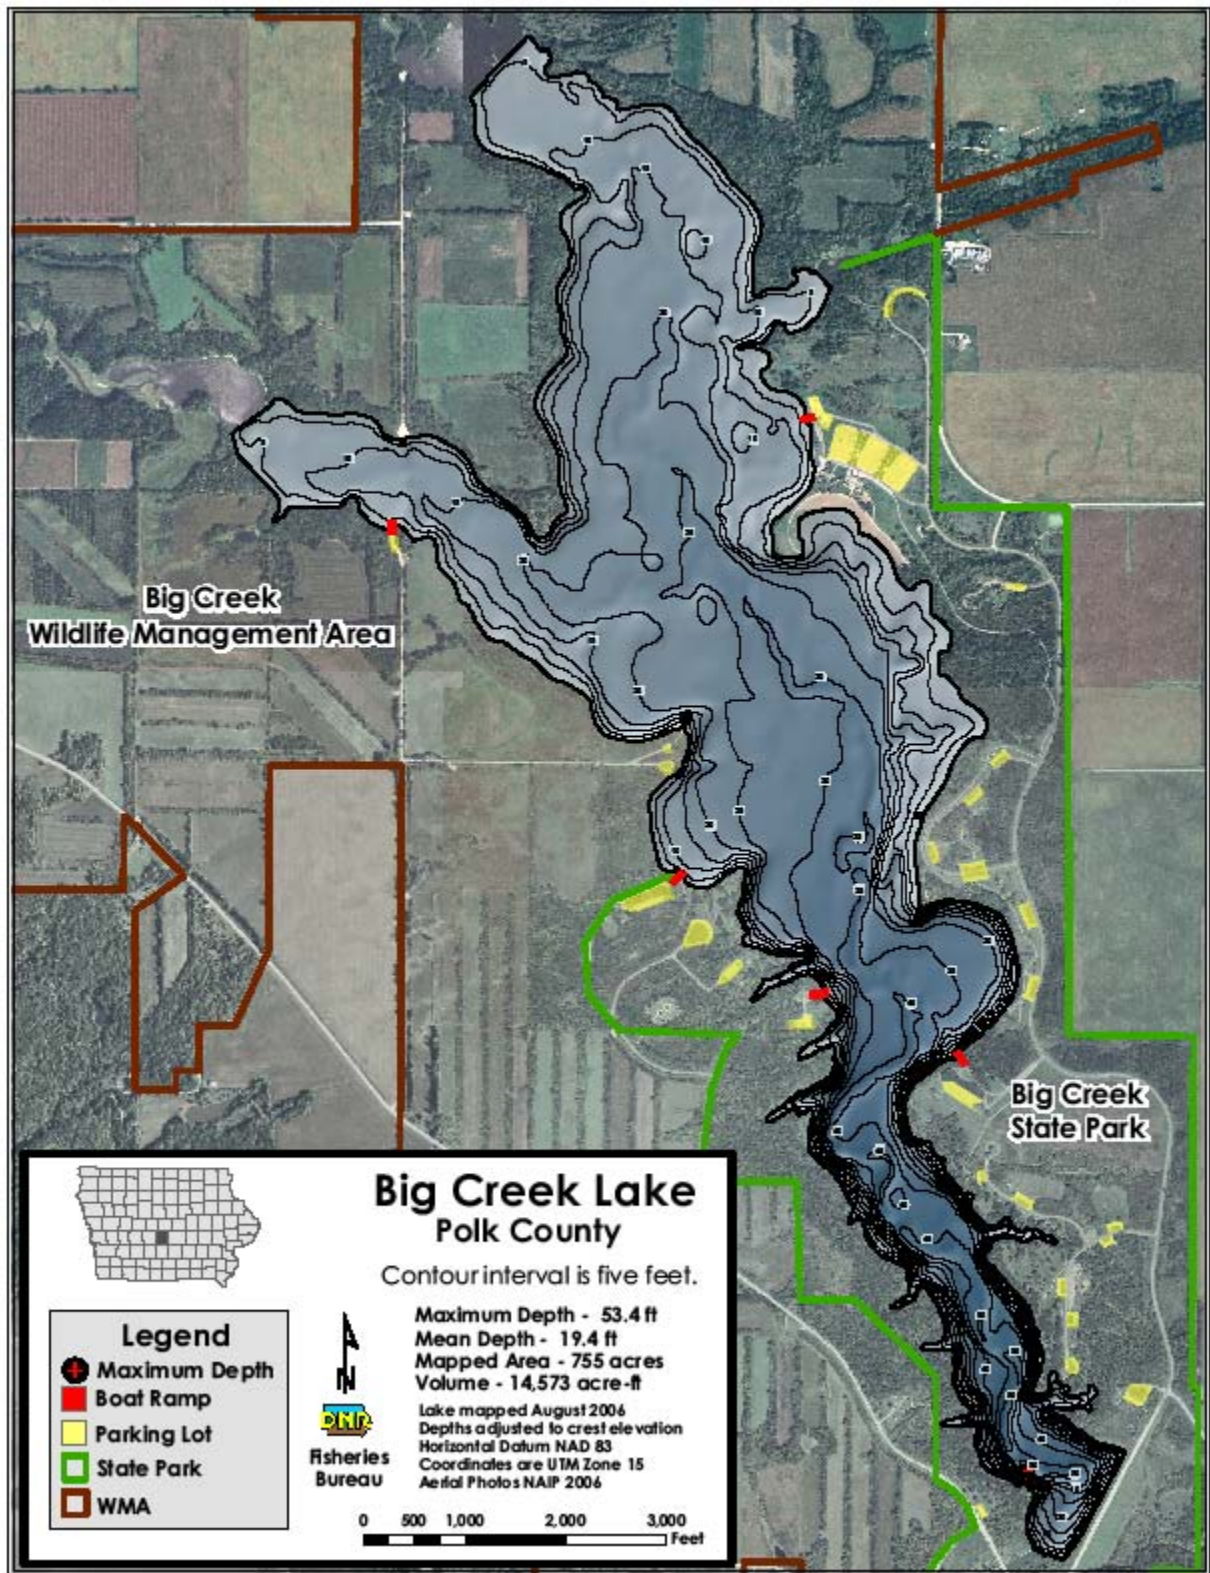 Big Creek
Wildlife Management Area
Big Creek
State Park
Big Creek Lake
Polk County
Contour interval is five feet.
Maximum Depth - 53.4 ft
Mean Depth - 19.4 ft
Mapped Area - 755 acres
Volume - 14,573 acre-ft
Lake mapped August 2006
Depths adjusted to crest elevation
Horizontal Datum NAD 83
Coordinates are UTM Zone 15
Aerial Photos NAIP 2006
Legend
Maximum Depth
Boat Ramp
Parking Lot
State Park
WMA
N
DNR
Fisheries
Bureau
0 500 1,000 2,000 3,000
Feet